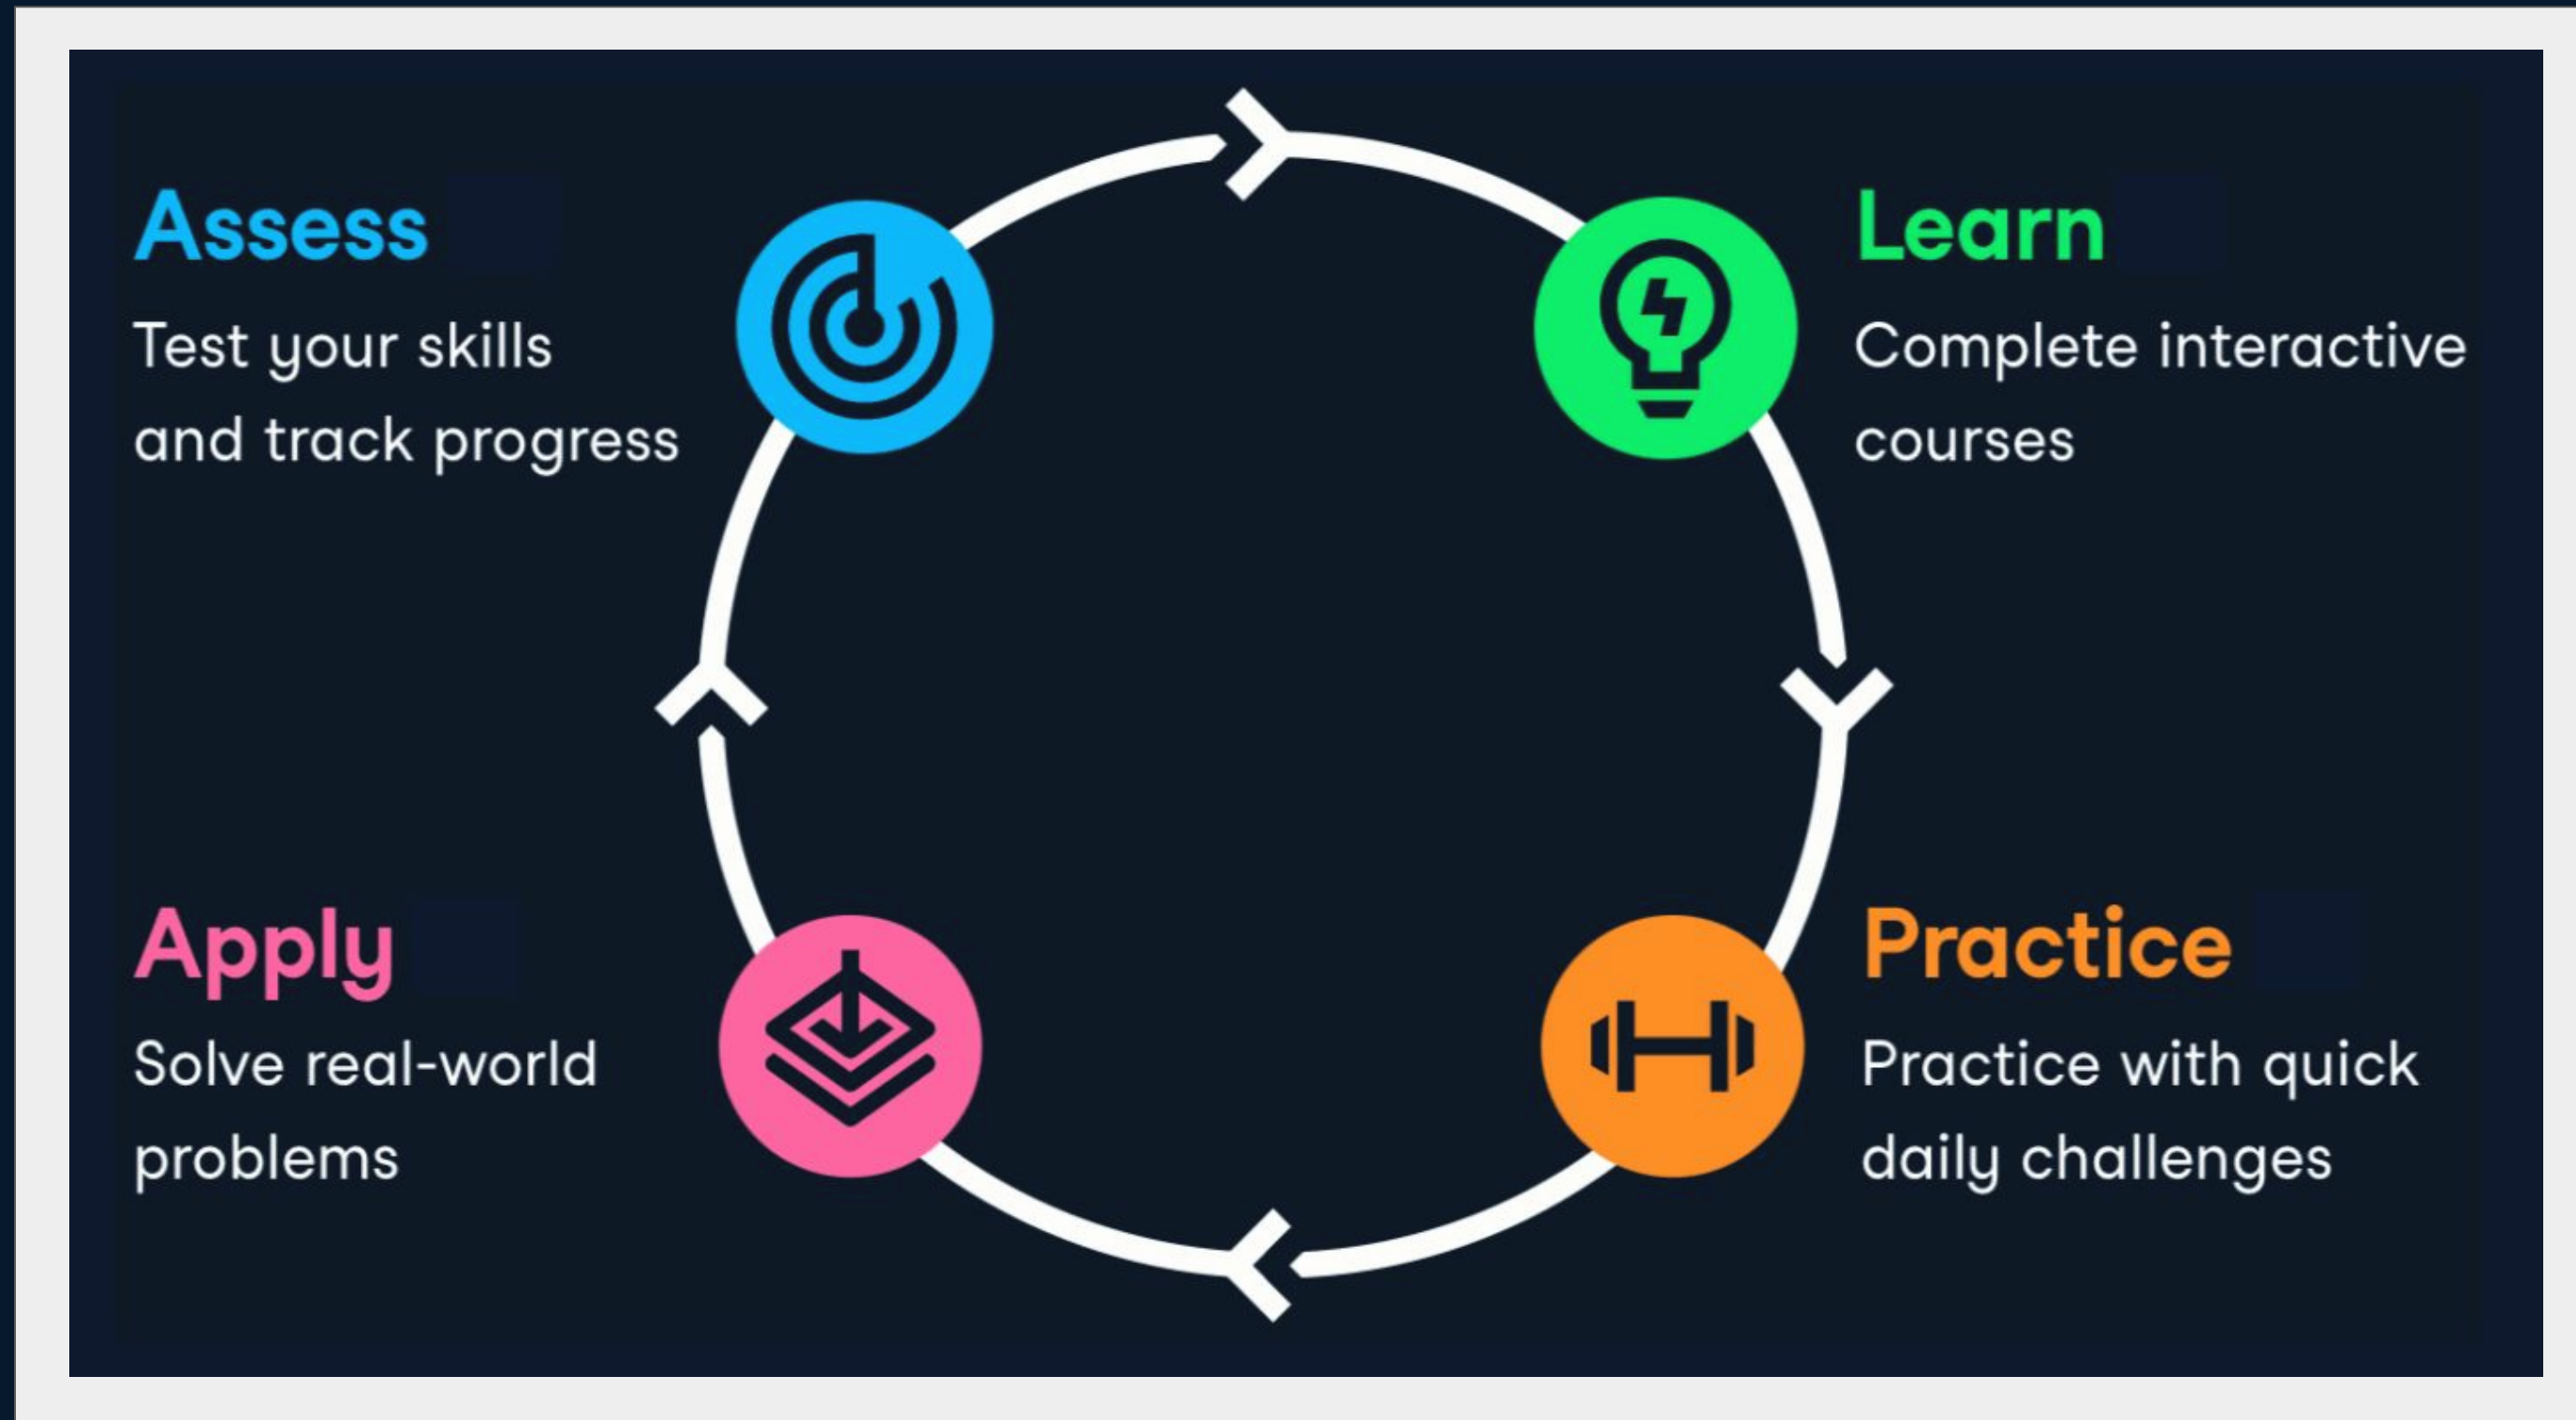 Assess
Test your skills
and track progress
Learn
Complete interactive
courses
Apply
Solve real-world
problems
Practice
Practice with quick
daily challenges